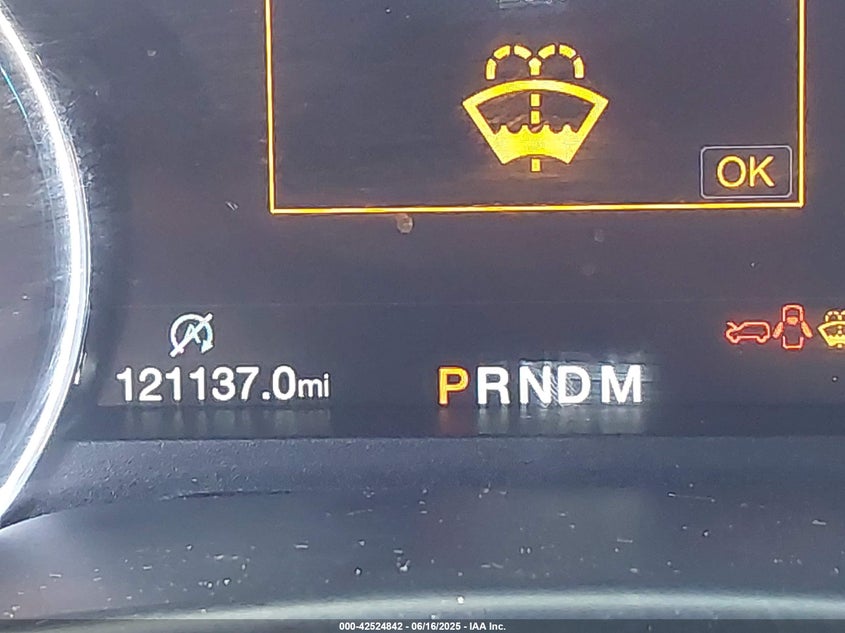 OK
121137.0mi
PRNDM
000-42524842 - 06/16/2025 - IAA Inc.